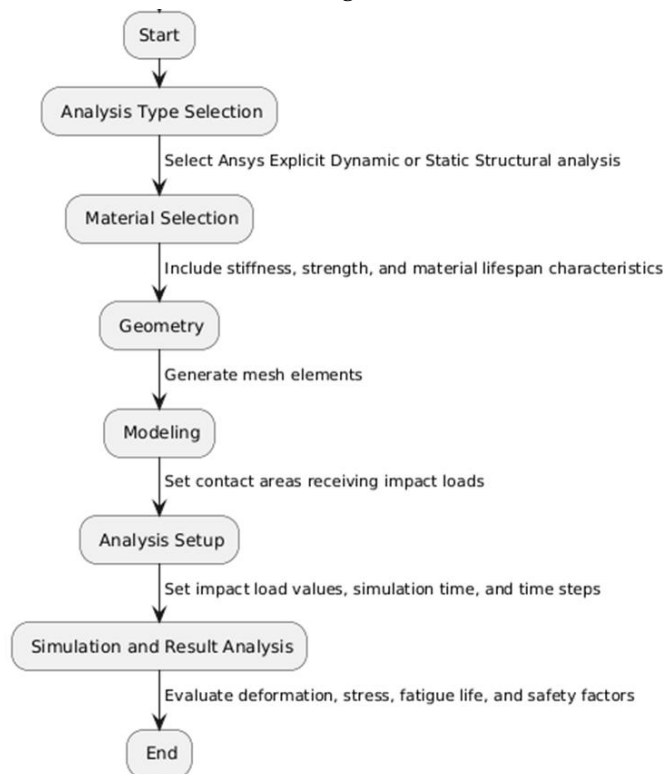 Start
Analysis Type Selection
Select Ansys Explicit Dynamic or Static Structural analysis
Material Selection
Include stiffness, strength, and material lifespan characteristics
Geometry
Generate mesh elements
Modeling
Set contact areas receiving impact loads
Analysis Setup
Set impact load values, simulation time, and time steps
Simulation and Result Analysis
Evaluate deformation, stress, fatigue life, and safety factors
End